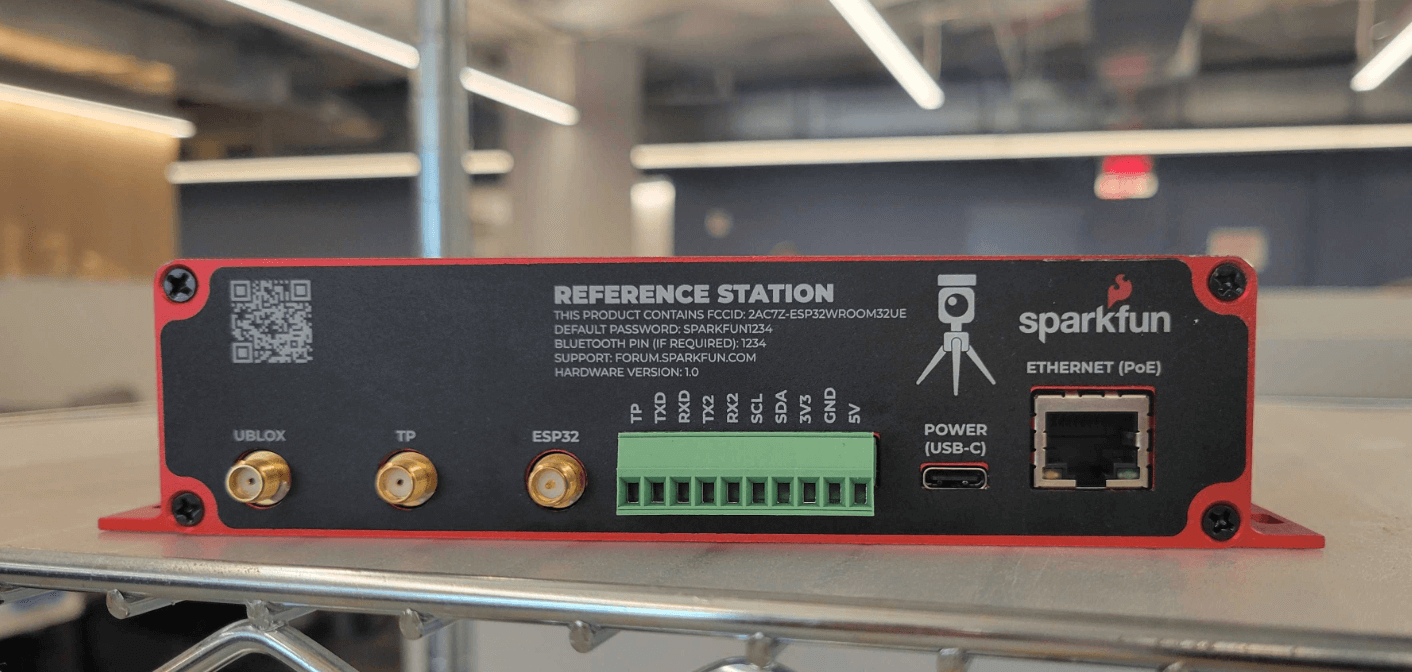 REFERENCE STATION
THIS PRODUCT CONTAINS FCCID: 2AC7Z-ESP32WROOM32UE
DEFAULT PASSWORD: SPARKFUN1234
BLUETOOTH PIN (IF REQUIRED): 1234
SUPPORT: FORUM.SPARKFUN.COM
HARDWARE VERSION: 1.0
sparkfun
ETHERNET (PoE)
UBLOX
TP
ESP32
TP
TXD
RXD
TX2
RX2
SCL
SDA
3V3
GND
5V
POWER
(USB-C)